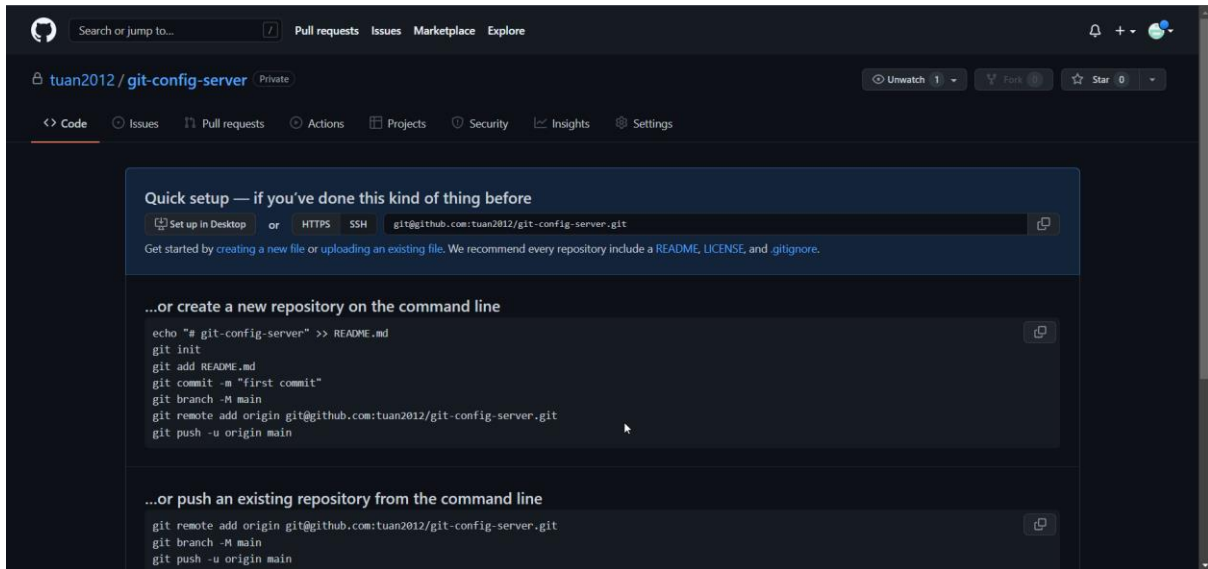 Search or jump to... / Pull requests Issues Marketplace Explore
tuan2012 / git-config-server Private Unwatch 1 Fork 0 Star 0
<> Code Issues Pull requests Actions Projects Security Insights Settings
Quick setup — if you've done this kind of thing before
Set up in Desktop or HTTPS SSH git@github.com:tuan2012/git-config-server.git
Get started by creating a new file or uploading an existing file. We recommend every repository include a README, LICENSE, and .gitignore.
...or create a new repository on the command line
echo "# git-config-server" >> README.md
git init
git add README.md
git commit -m "first commit"
git branch -M main
git remote add origin git@github.com:tuan2012/git-config-server.git
git push -u origin main
...or push an existing repository from the command line
git remote add origin git@github.com:tuan2012/git-config-server.git
git branch -M main
git push -u origin main